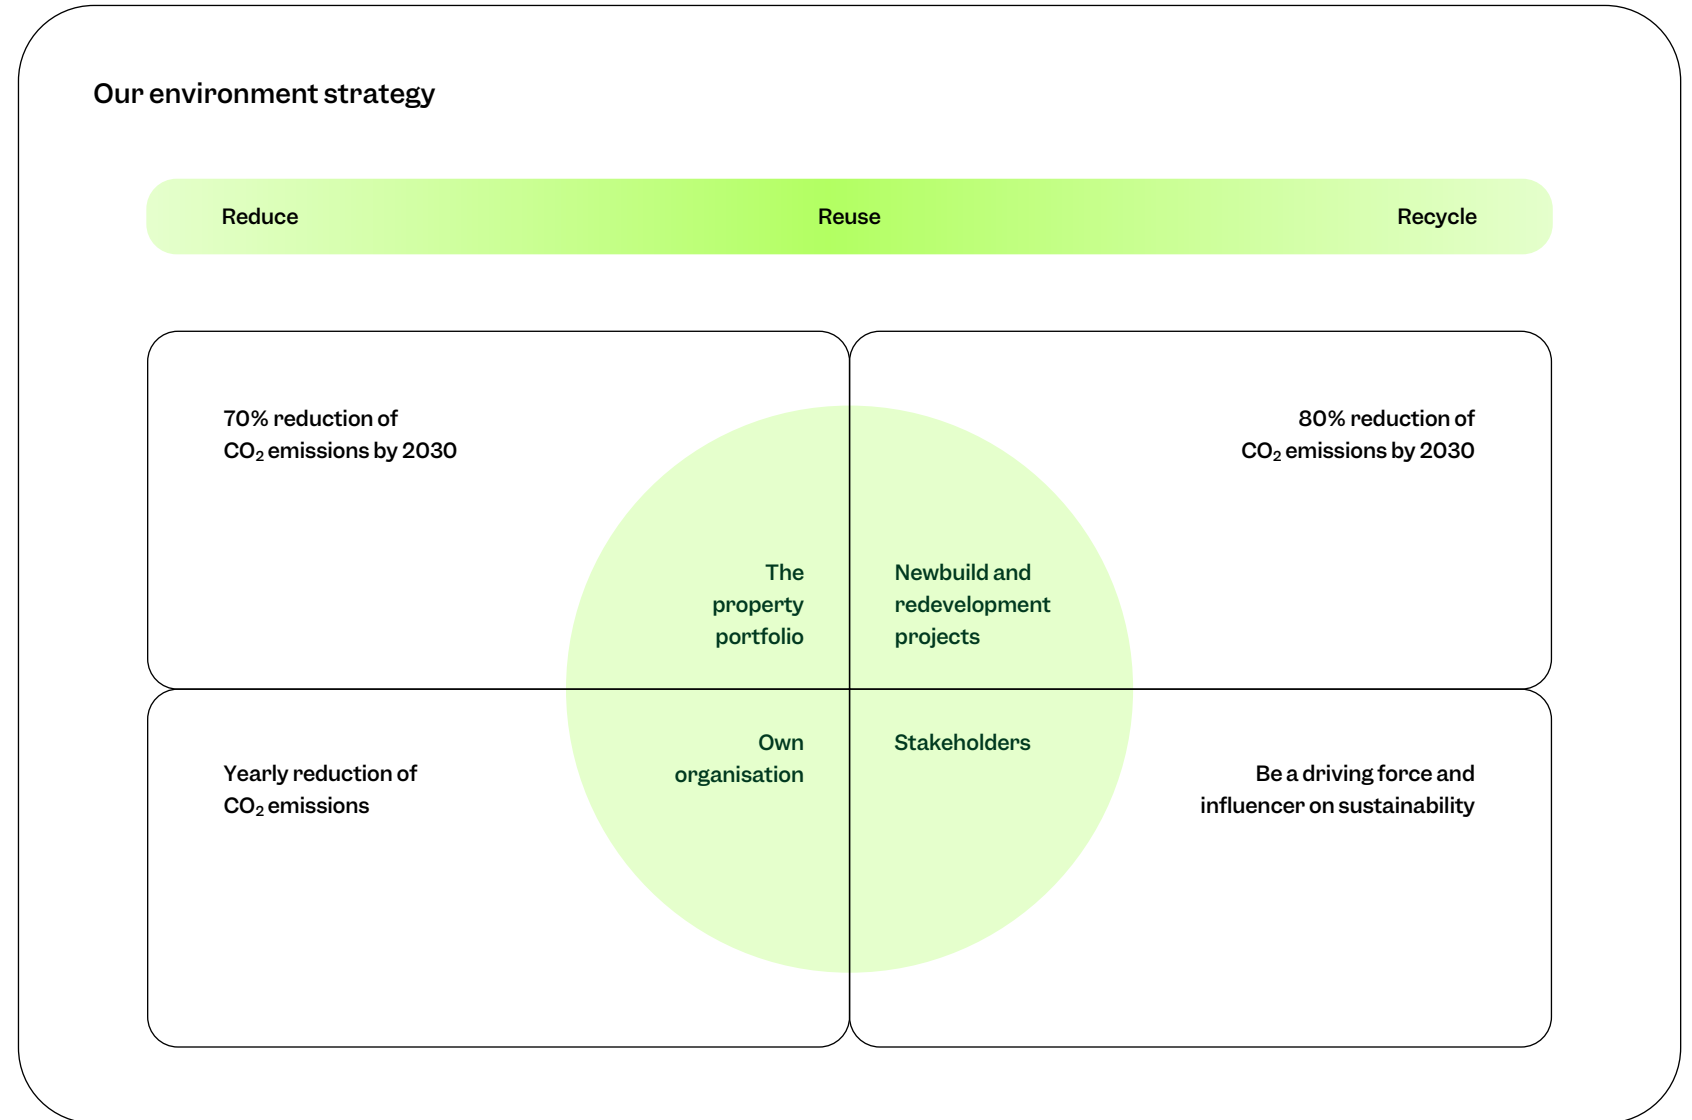 Our environment strategy
Reduce
Reuse
Recycle
70% reduction of
CO₂ emissions by 2030
The
property
portfolio
80% reduction of
CO₂ emissions by 2030
Newbuild and
redevelopment
projects
Yearly reduction of
CO₂ emissions
Own
organisation
Stakeholders
Be a driving force and
influencer on sustainability